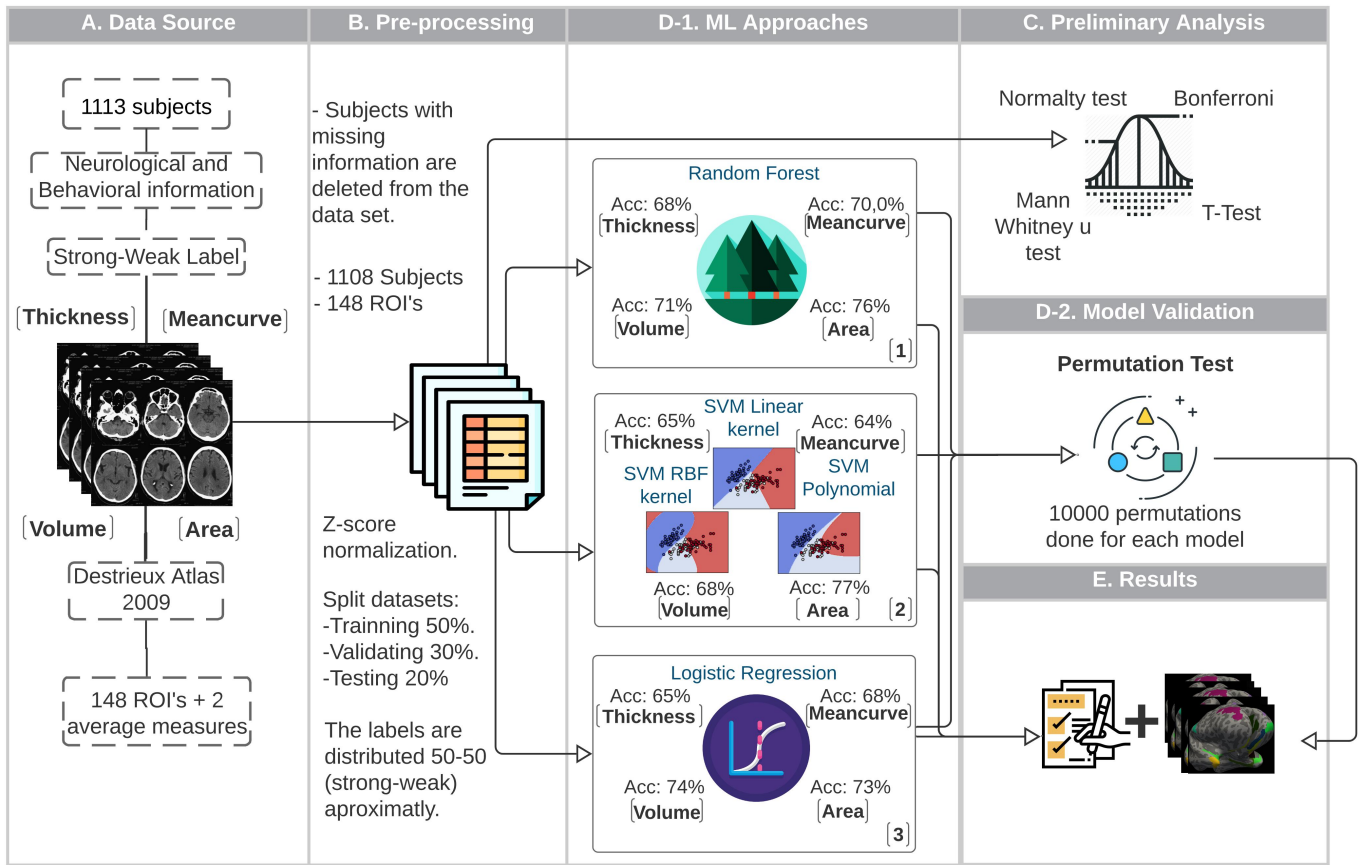 A. Data Source
1113 subjects
Neurological and
Behavioral information
Strong-Weak Label
Thickness
Meancurve
Volume
Area
Destrieux Atlas
2009
148 ROI's + 2
average measures
B. Pre-processing
- Subjects with
missing
information are
deleted from the
data set.
- 1108 Subjects
- 148 ROI's
Z-score
normalization.
Split datasets:
-Trainning 50%.
-Validating 30%.
-Testing 20%
The labels are
distributed 50-50
(strong-weak)
aproximatly.
D-1. ML Approaches
Random Forest
Acc: 68%
Thickness
Acc: 70,0%
Meancurve
Acc: 71%
Volume
Acc: 76%
Area
1
SVM Linear
kernel
Acc: 65%
Thickness
Acc: 64%
Meancurve
SVM RBF
kernel
SVM
Polynomial
Acc: 68%
Volume
Acc: 77%
Area
2
Logistic Regression
Acc: 65%
Thickness
Acc: 68%
Meancurve
Acc: 74%
Volume
Acc: 73%
Area
3
C. Preliminary Analysis
Normalty test
Bonferroni
Mann
Whitney u
test
T-Test
D-2. Model Validation
Permutation Test
10000 permutations
done for each model
E. Results